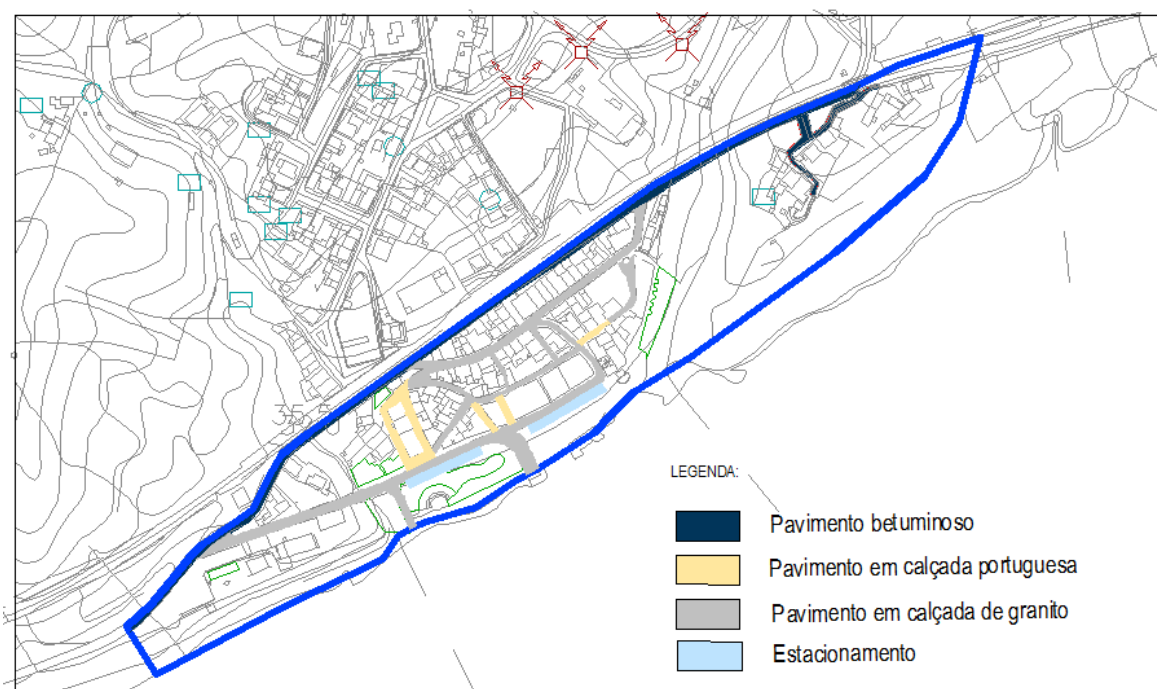 LEGENDA:
Pavimento betuminoso
Pavimento em calçada portuguesa
Pavimento em calçada de granito
Estacionamento